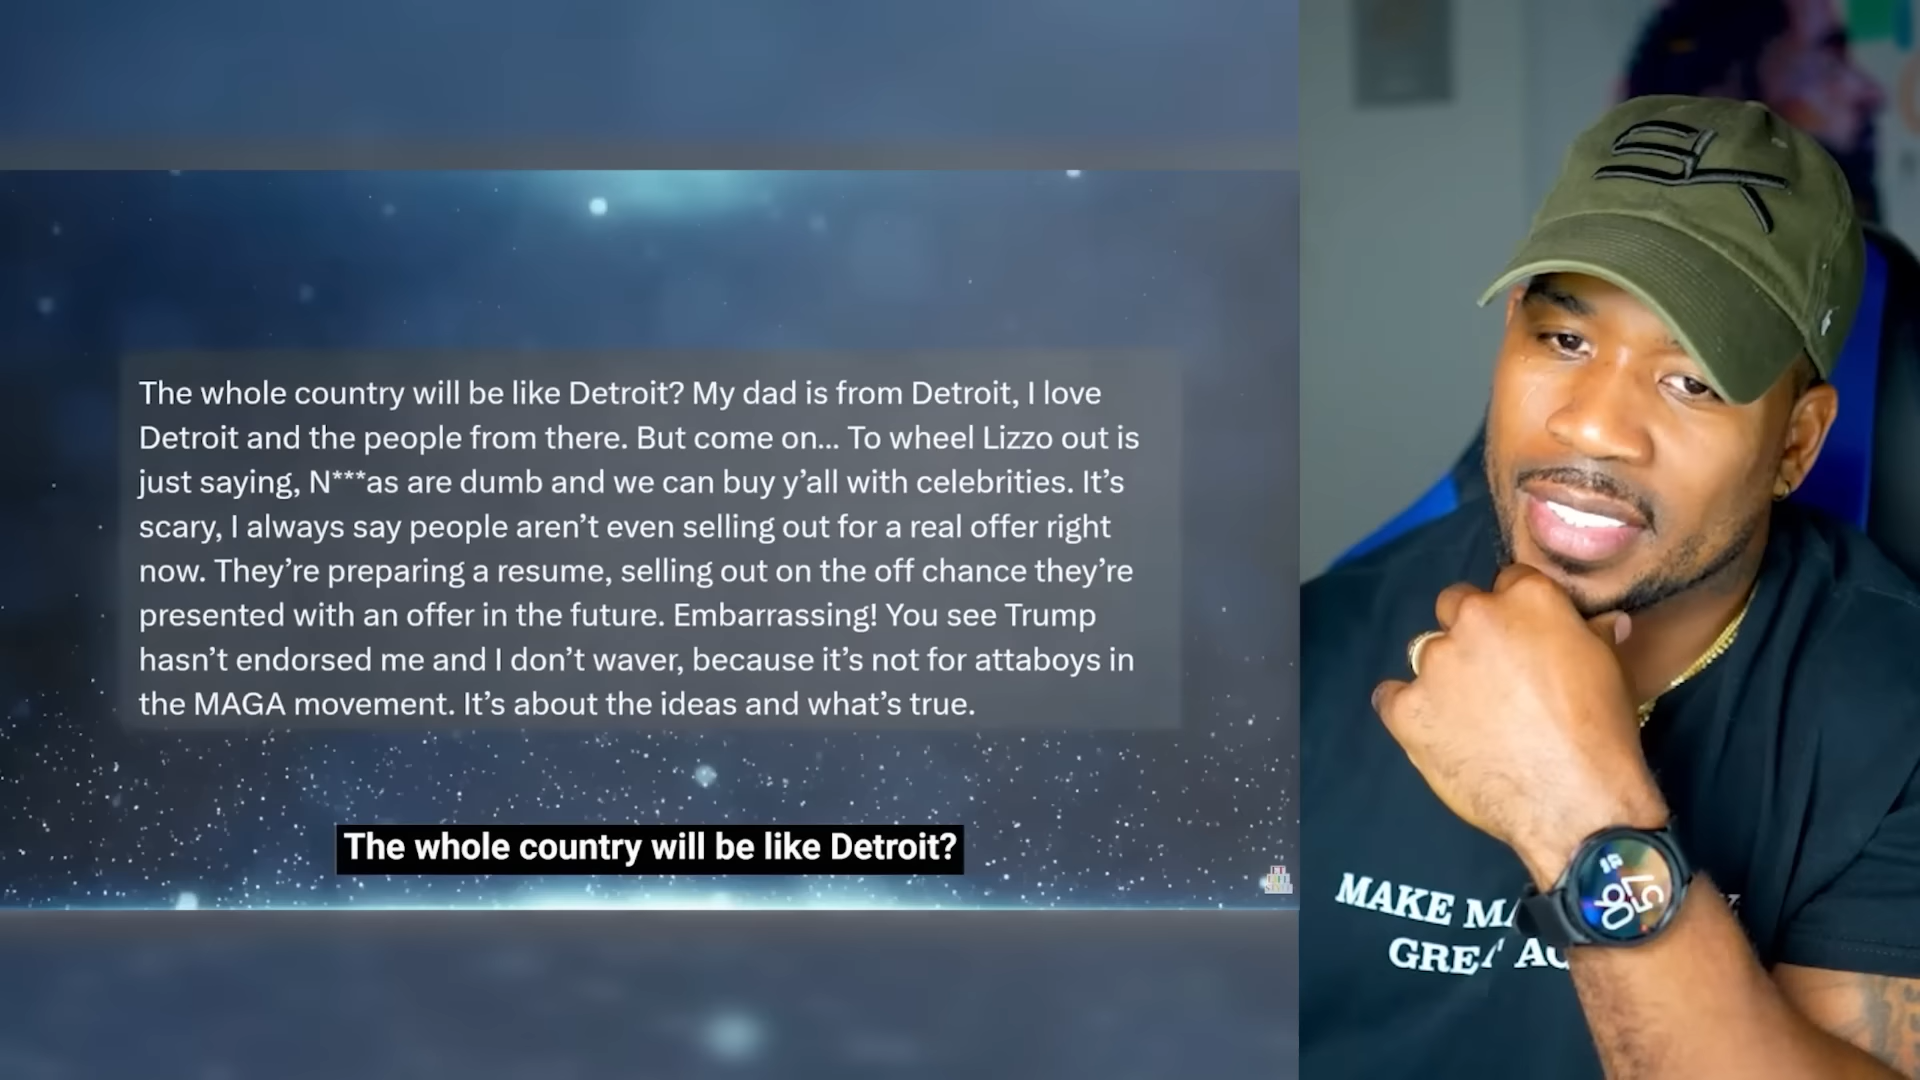 The whole country will be like Detroit? My dad is from Detroit, I love
Detroit and the people from there. But come on... To wheel Lizzo out is
just saying, N***as are dumb and we can buy y’all with celebrities. It’s
scary, I always say people aren’t even selling out for a real offer right
now. They’re preparing a resume, selling out on the off chance they’re
presented with an offer in the future. Embarrassing! You see Trump
hasn’t endorsed me and I don’t waver, because it’s not for attaboys in
the MAGA movement. It’s about the ideas and what’s true.
The whole country will be like Detroit?
MAKE